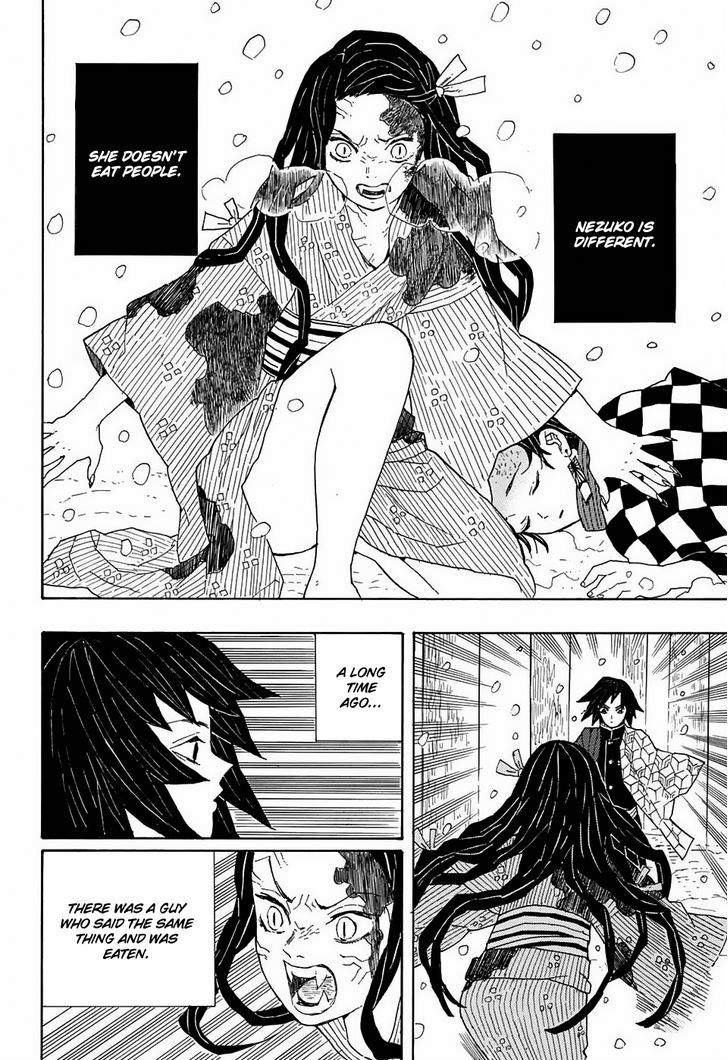 NEZUKO IS
DIFFERENT.
SHE DOESN'T
EAT PEOPLE.
A LONG
TIME
AGO...
THERE WAS A GUY
WHO SAID THE SAME
THING AND WAS
EATEN.